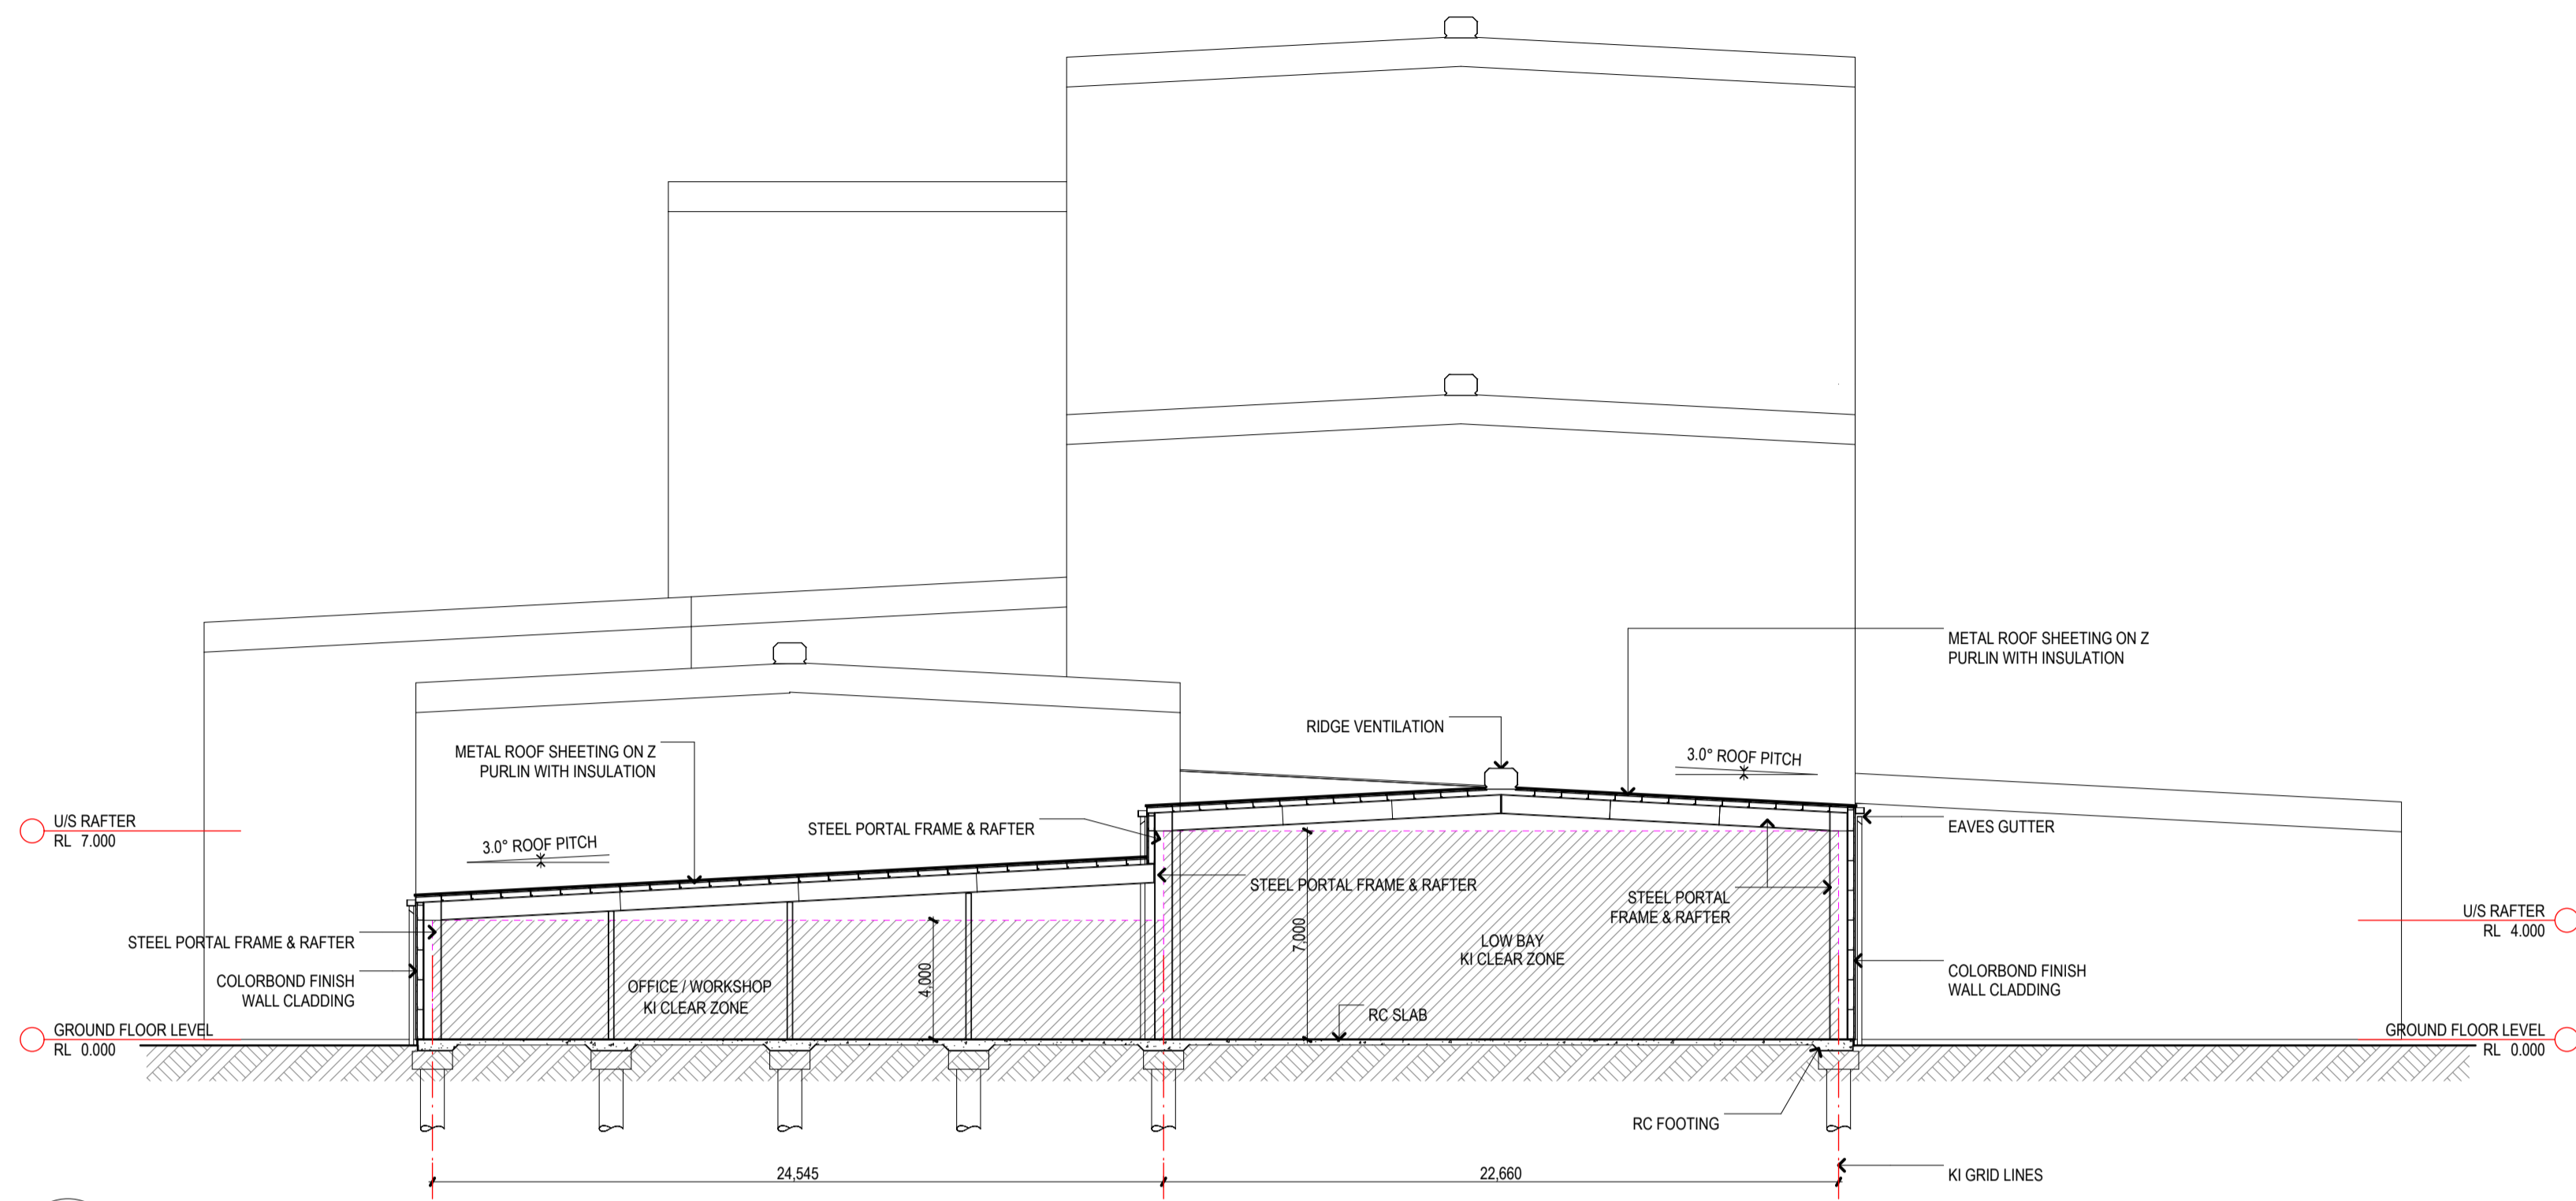 METAL ROOF SHEETING ON Z
PURLIN WITH INSULATION
RIDGE VENTILATION
METAL ROOF SHEETING ON Z
PURLIN WITH INSULATION
3.0° ROOF PITCH
U/S RAFTER
RL 7.000
3.0° ROOF PITCH
STEEL PORTAL FRAME & RAFTER
EAVES GUTTER
STEEL PORTAL FRAME & RAFTER
STEEL PORTAL
FRAME & RAFTER
U/S RAFTER
RL 4.000
STEEL PORTAL FRAME & RAFTER
7,000
LOW BAY
KI CLEAR ZONE
COLORBOND FINISH
WALL CLADDING
OFFICE / WORKSHOP
KI CLEAR ZONE
4,000
COLORBOND FINISH
WALL CLADDING
RC SLAB
GROUND FLOOR LEVEL
RL 0.000
GROUND FLOOR LEVEL
RL 0.000
RC FOOTING
24,545
22,660
KI GRID LINES